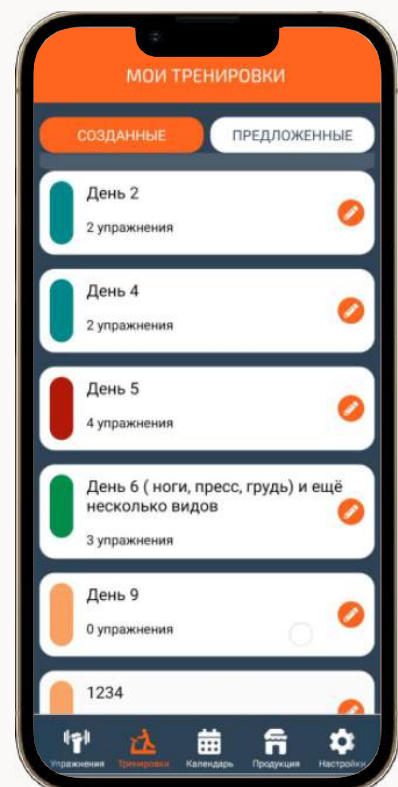 МОИ ТРЕНИРОВКИ
СОЗДАННЫЕ
ПРЕДЛОЖЕННЫЕ
День 2
2 упражнения
День 4
2 упражнения
День 5
4 упражнения
День 6 ( ноги, пресс, грудь) и ещё
несколько видов
3 упражнения
День 9
0 упражнения
1234
Упражнения
Тренировки
Календарь
Продукция
Настройки